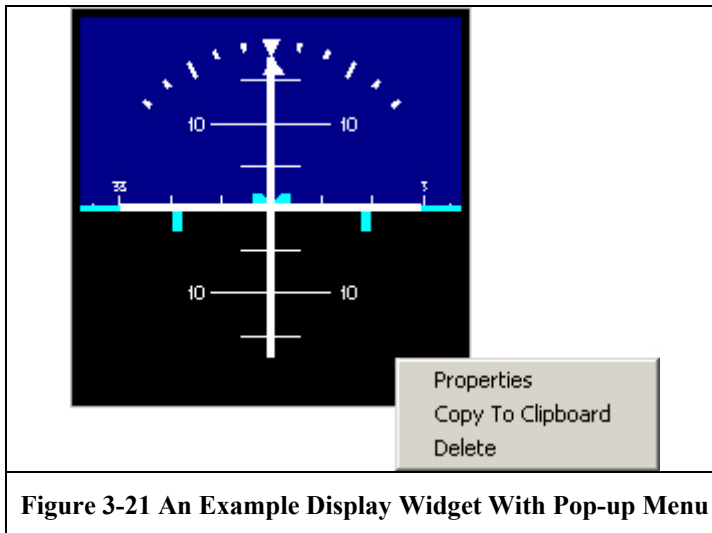 10 10
33 3
10 10
Properties
Copy To Clipboard
Delete
Figure 3-21 An Example Display Widget With Pop-up Menu